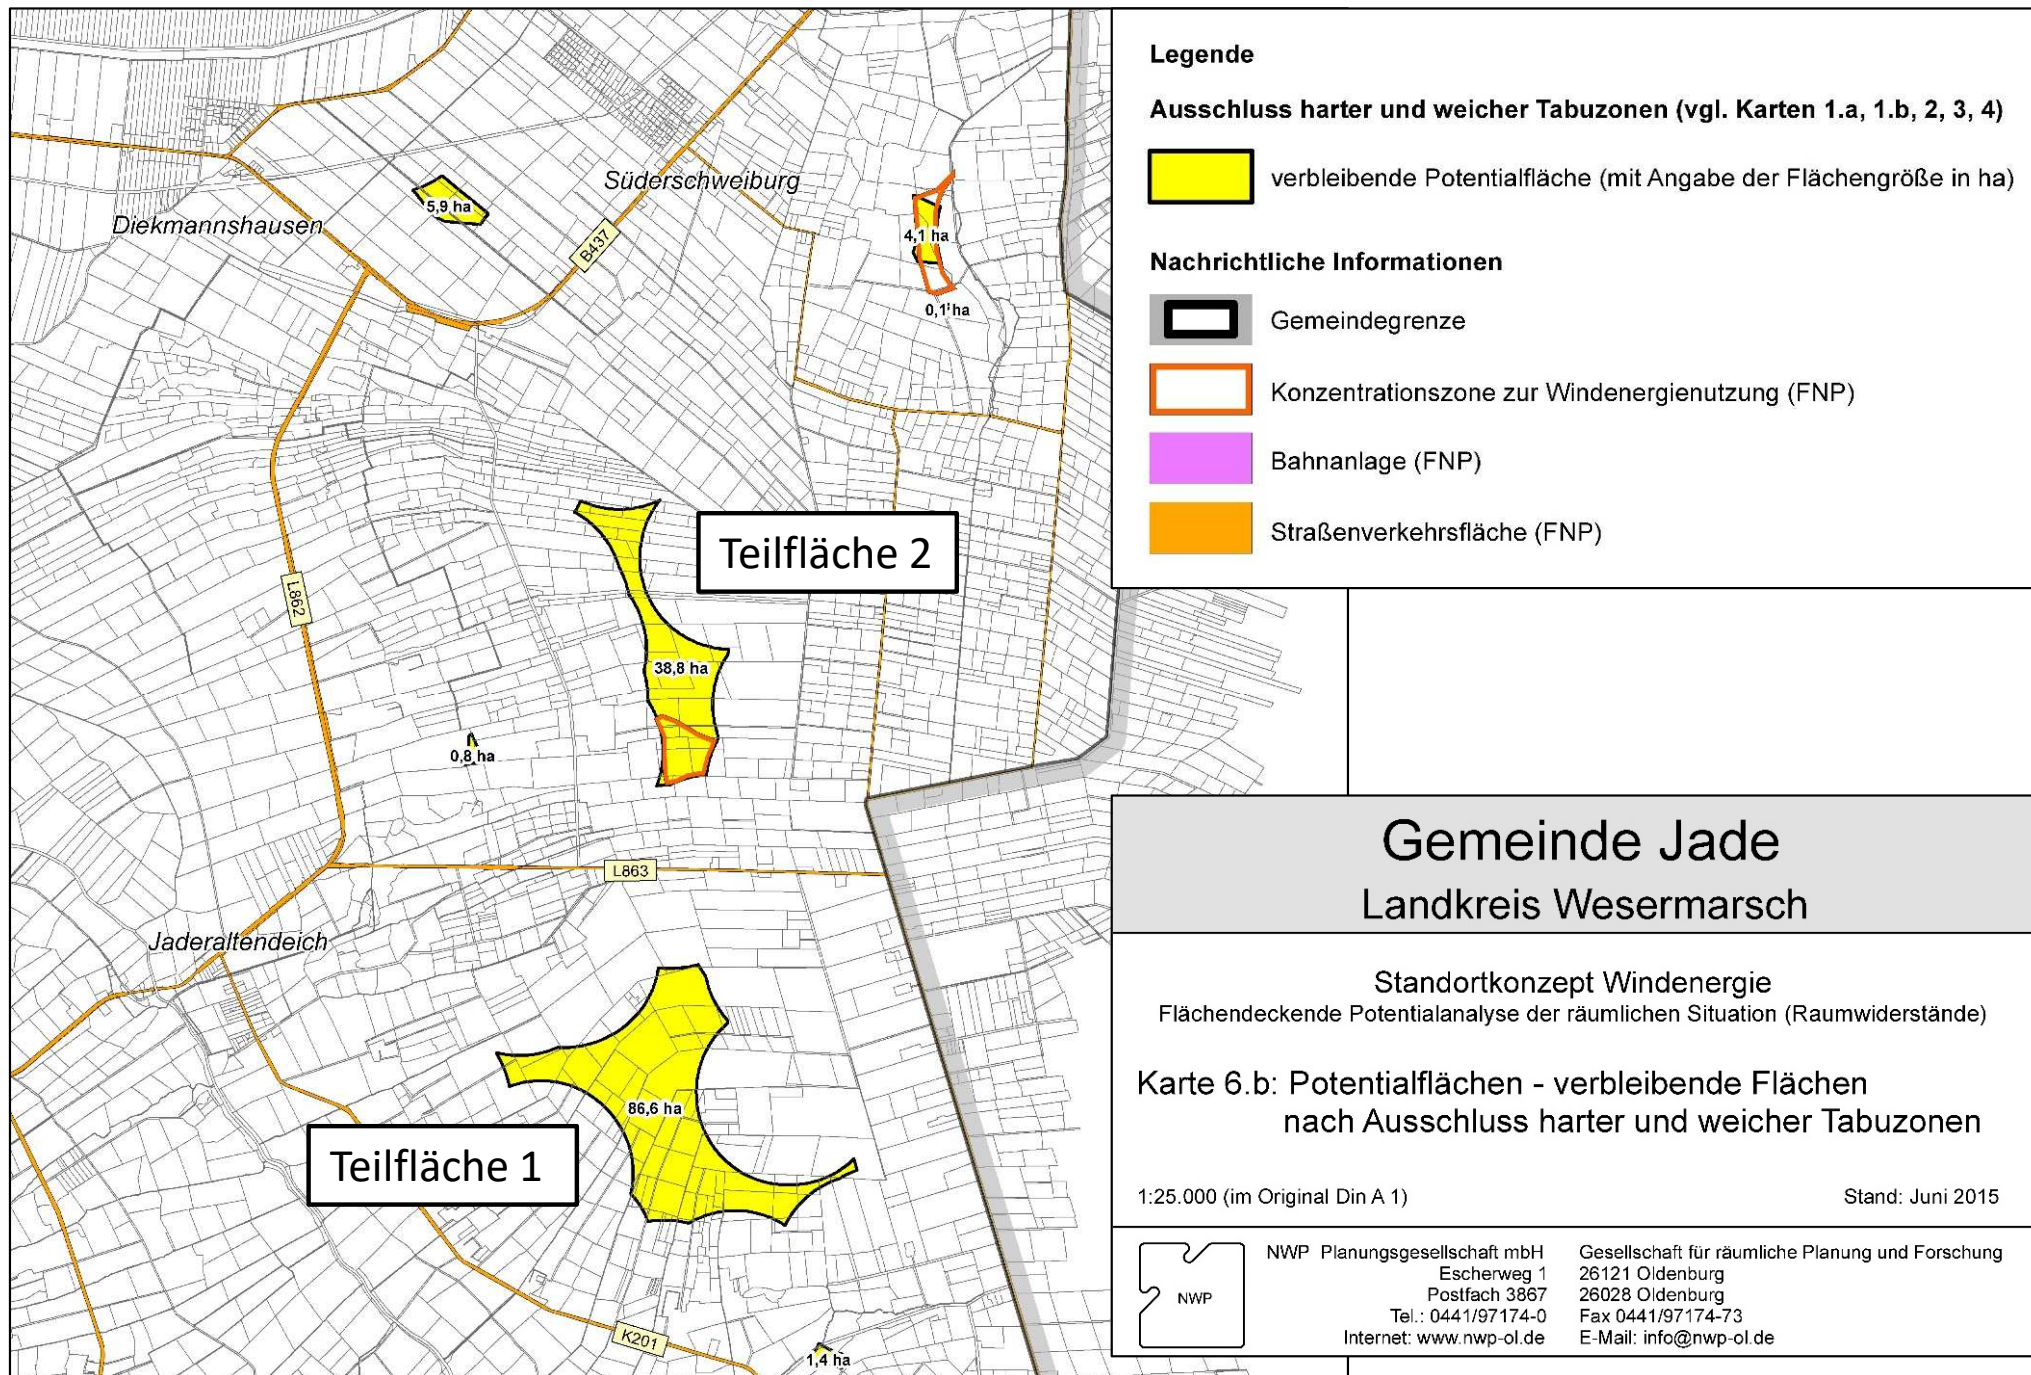 Süderschweiburg
5,9 ha
Diekmannshausen
B437
4,1 ha
0,1 ha
Teilfläche 2
L862
38,8 ha
0,8 ha
L863
Jaderaltendeich
86,6 ha
Teilfläche 1
K201
1,4 ha
Legende
Ausschluss harter und weicher Tabuzonen (vgl. Karten 1.a, 1.b, 2, 3, 4)
verbleibende Potentialfläche (mit Angabe der Flächengröße in ha)
Nachrichtliche Informationen
Gemeindegrenze
Konzentrationszone zur Windenergienutzung (FNP)
Bahnanlage (FNP)
Straßenverkehrsfläche (FNP)
Gemeinde Jade
Landkreis Wesermarsch
Standortkonzept Windenergie
Flächendeckende Potentialanalyse der räumlichen Situation (Raumwiderstände)
Karte 6.b: Potentialflächen - verbleibende Flächen
nach Ausschluss harter und weicher Tabuzonen
1:25.000 (im Original Din A 1) Stand: Juni 2015
NWP
NWP Planungsgesellschaft mbH Gesellschaft für räumliche Planung und Forschung
Escherweg 1 26121 Oldenburg
Postfach 3867 26028 Oldenburg
Tel.: 0441/97174-0 Fax 0441/97174-73
Internet: www.nwp-ol.de E-Mail: info@nwp-ol.de